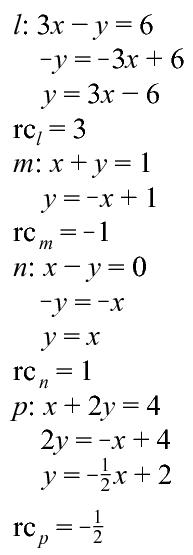 l: 3x − y = 6
-y = -3x + 6
y = 3x − 6
rc_l = 3
m: x + y = 1
y = -x + 1
rc_m = -1
n: x − y = 0
-y = -x
y = x
rc_n = 1
p: x + 2y = 4
2y = -x + 4
y = -½x + 2
rc_p = -½